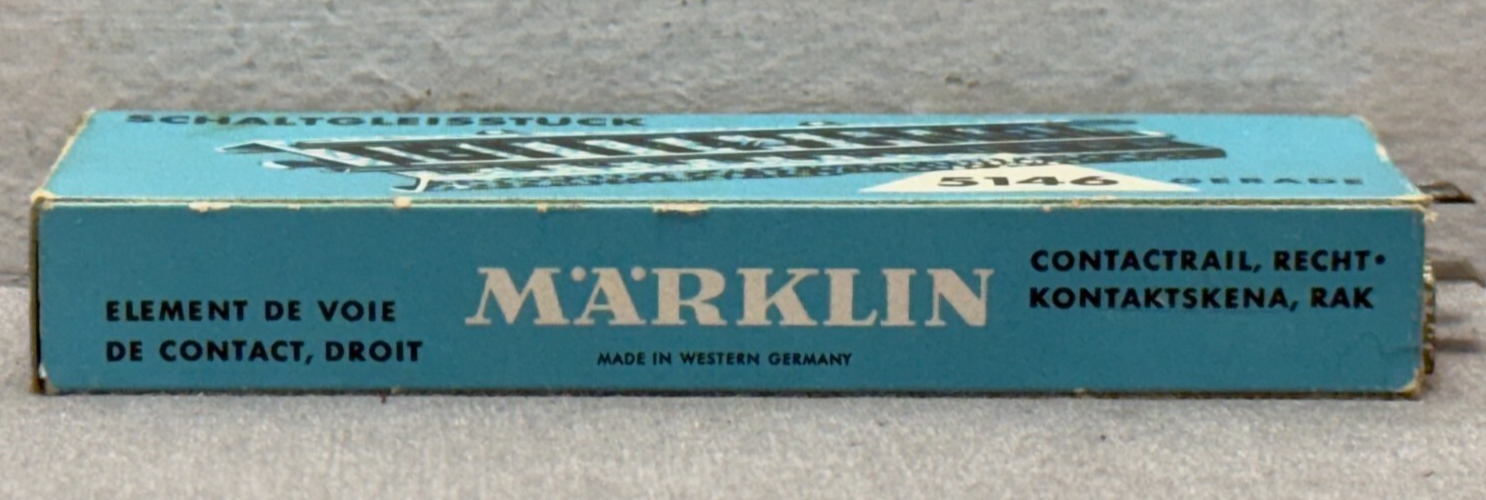 SCHALTGLEISSTÜCK
5146
GERADE
ELEMENT DE VOIE
DE CONTACT, DROIT
MÄRKLIN
MADE IN WESTERN GERMANY
CONTACTRAIL, RECHT•
KONTAKTSKENA, RAK